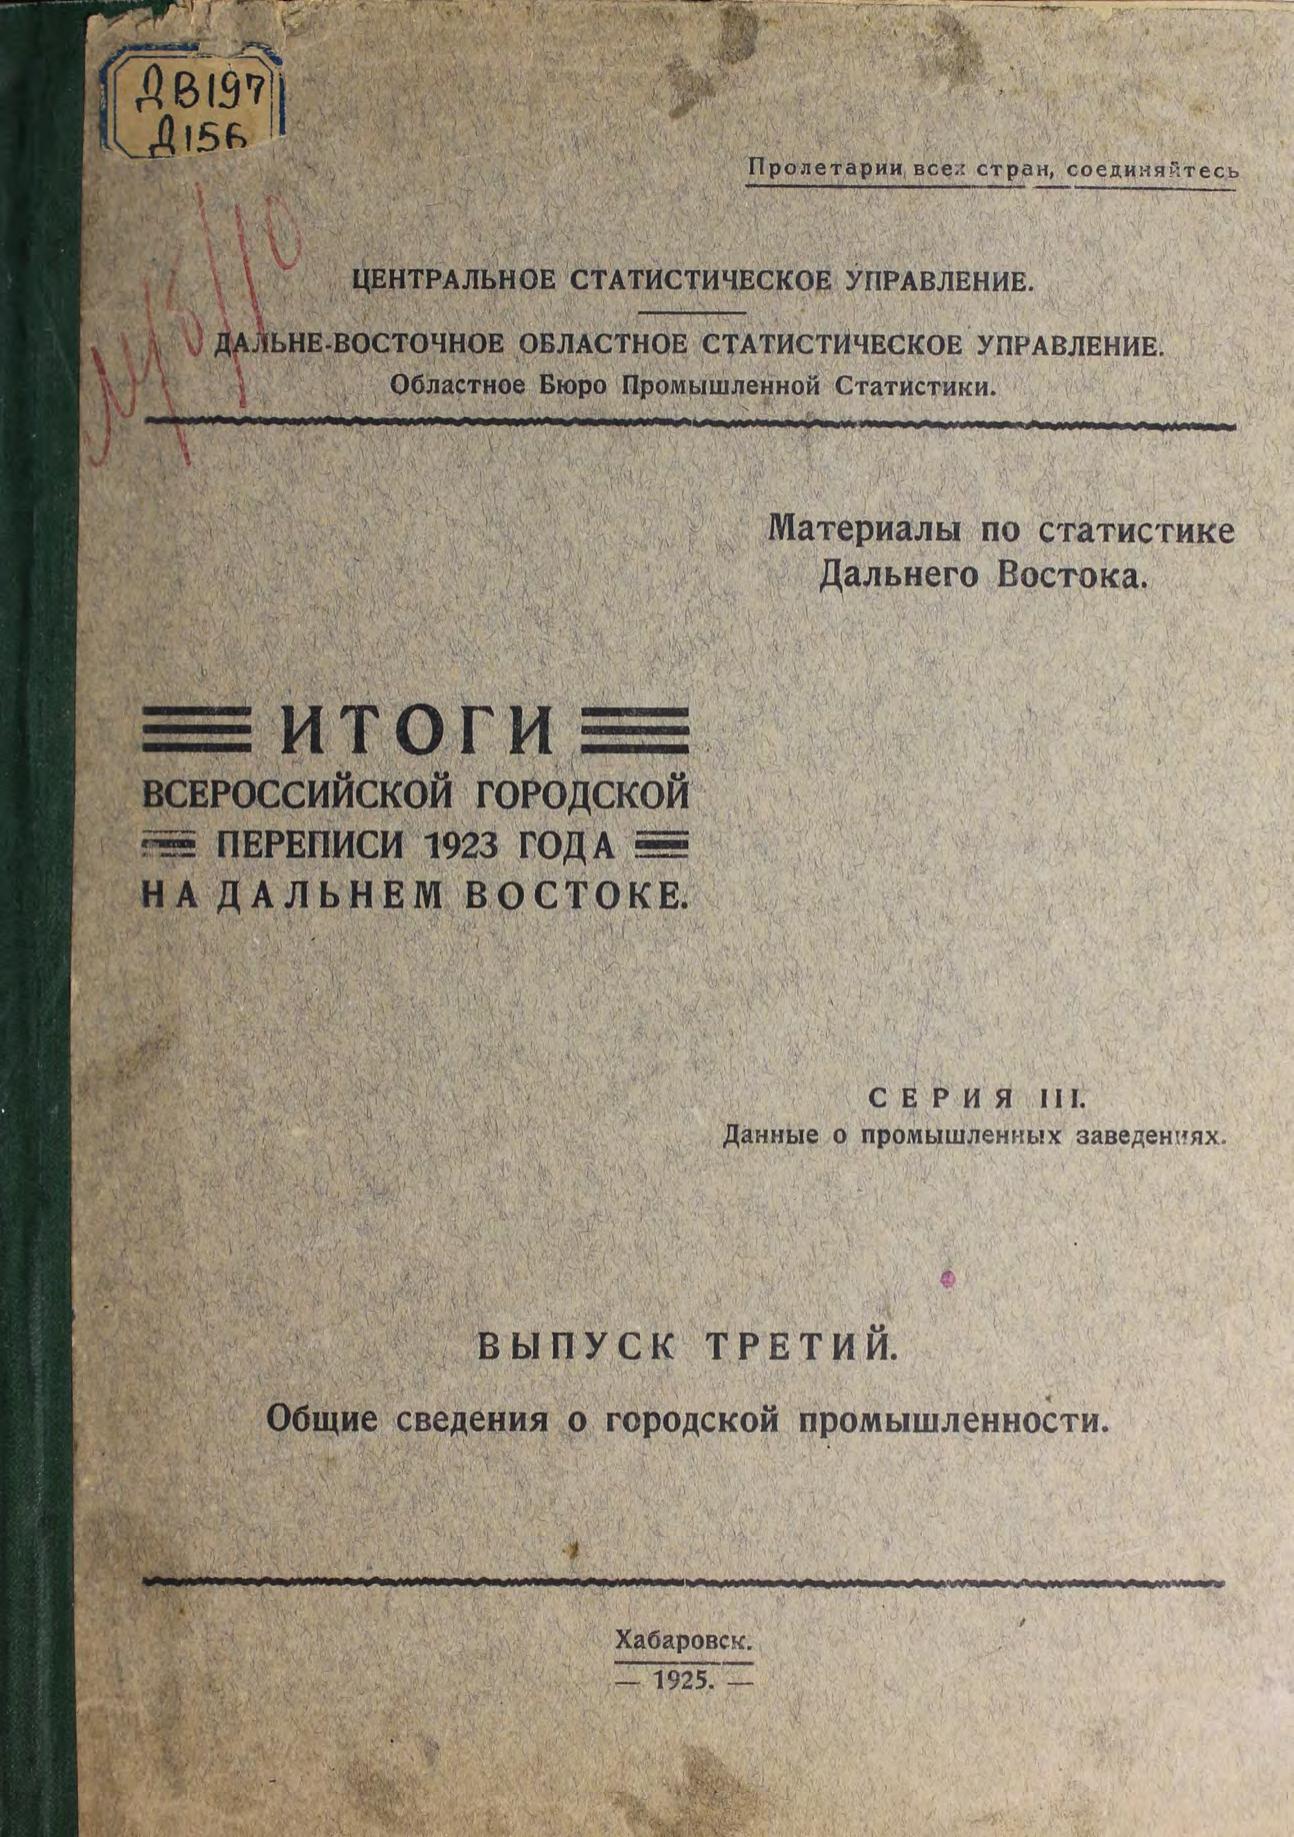 ДВ197
Д156
Пролетарии всех стран, соединяйтесь
ЦЕНТРАЛЬНОЕ СТАТИСТИЧЕСКОЕ УПРАВЛЕНИЕ.
ДАЛЬНЕ-ВОСТОЧНОЕ ОБЛАСТНОЕ СТАТИСТИЧЕСКОЕ УПРАВЛЕНИЕ.
Областное Бюро Промышленной Статистики.
Материалы по статистике
Дальнего Востока.
ИТОГИ
ВСЕРОССИЙСКОЙ ГОРОДСКОЙ
ПЕРЕПИСИ 1923 ГОДА
НА ДАЛЬНЕМ ВОСТОКЕ.
СЕРИЯ III.
Данные о промышленных заведениях.
ВЫПУСК ТРЕТИЙ.
Общие сведения о городской промышленности.
Хабаровск.
— 1925. —